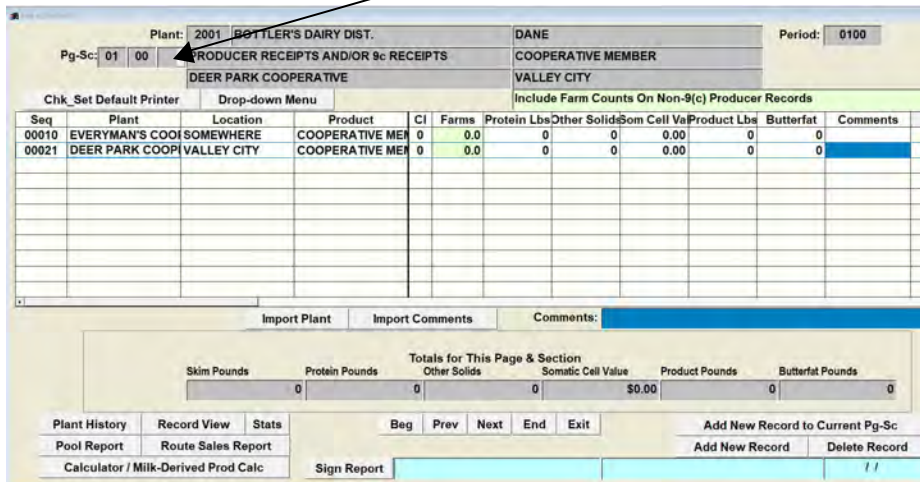 Plant: 2001 BOTTLER'S DAIRY DIST. DANE Period: 0100
Pg-Sc: 01 00 PRODUCER RECEIPTS AND/OR 9c RECEIPTS COOPERATIVE MEMBER
DEER PARK COOPERATIVE VALLEY CITY
Chk_Set Default Printer Drop-down Menu Include Farm Counts On Non-9(c) Producer Records
Seq Plant Location Product Cl Farms Protein Lbs Other Solids Som Cell Val Product Lbs Butterfat Comments
00010 EVERYMAN'S COOI SOMEWHERE COOPERATIVE MEM 0 0.0 0 0 0.00 0 0
00021 DEER PARK COOPI VALLEY CITY COOPERATIVE MEM 0 0.0 0 0 0.00 0 0
Import Plant Import Comments Comments:
Totals for This Page & Section
Skim Pounds Protein Pounds Other Solids Somatic Cell Value Product Pounds Butterfat Pounds
0 0 0 $0.00 0 0
Plant History Record View Stats Beg Prev Next End Exit Add New Record to Current Pg-Sc
Pool Report Route Sales Report Add New Record Delete Record
Calculator / Milk-Derived Prod Calc Sign Report / /